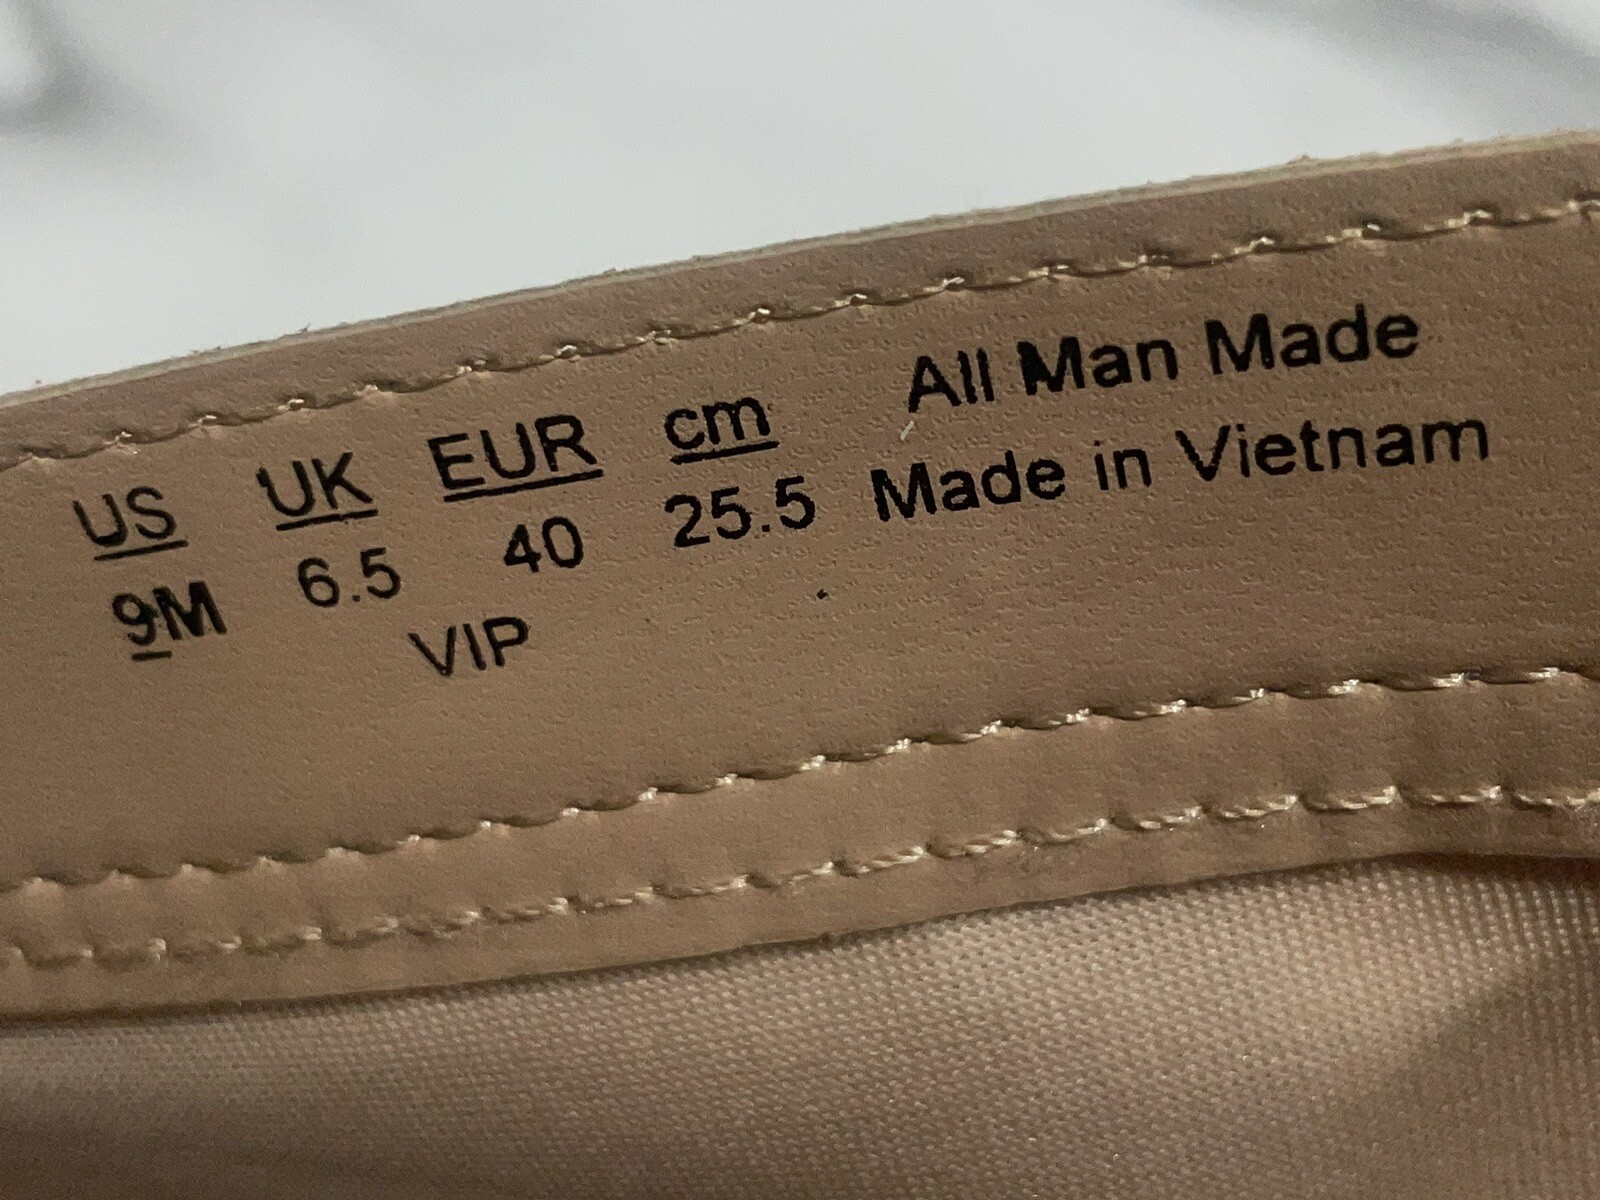 US UK EUR cm All Man Made
9M 6.5 40 25.5 Made in Vietnam
VIP